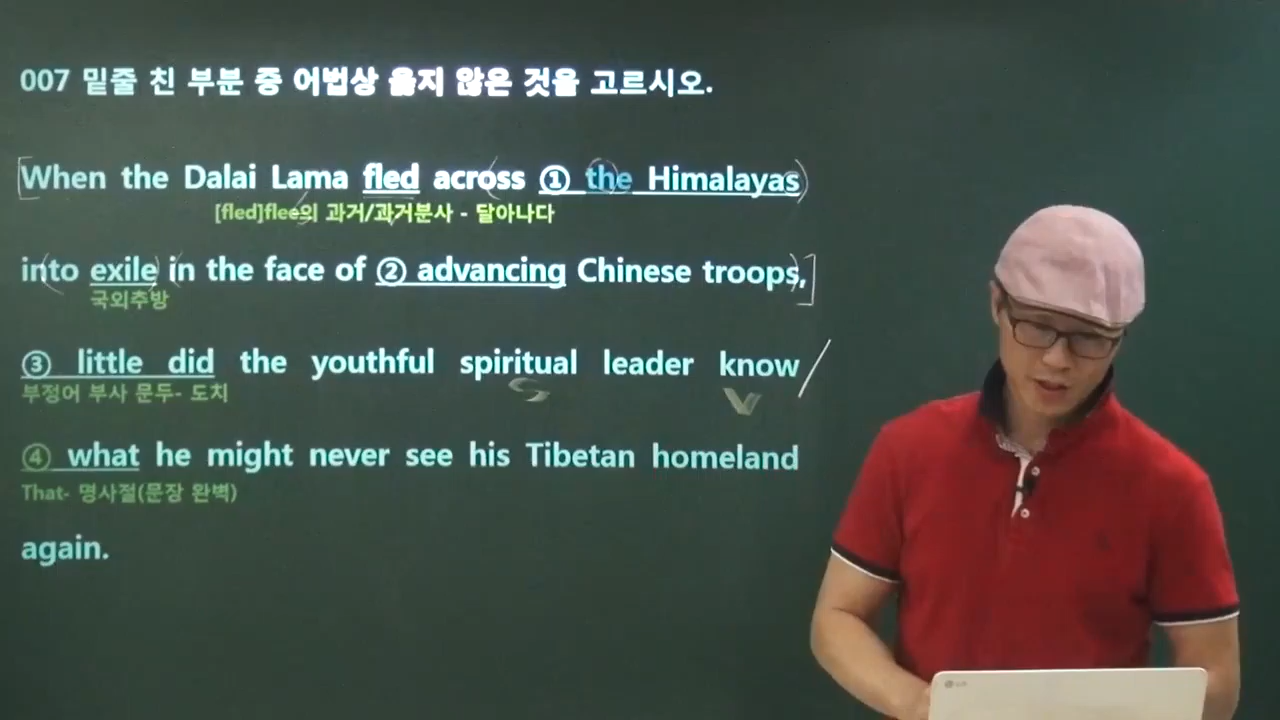 007 밑줄 친 부분 중 어법상 옳지 않은 것을 고르시오.
When the Dalai Lama fled across ① the Himalayas
[fled]flee의 과거/과거분사 - 달아나다
into exile in the face of ② advancing Chinese troops,
국외추방
③ little did the youthful spiritual leader know
부정어 부사 문두- 도치
S V
④ what he might never see his Tibetan homeland
That- 명사절(문장 완벽)
again.
LG